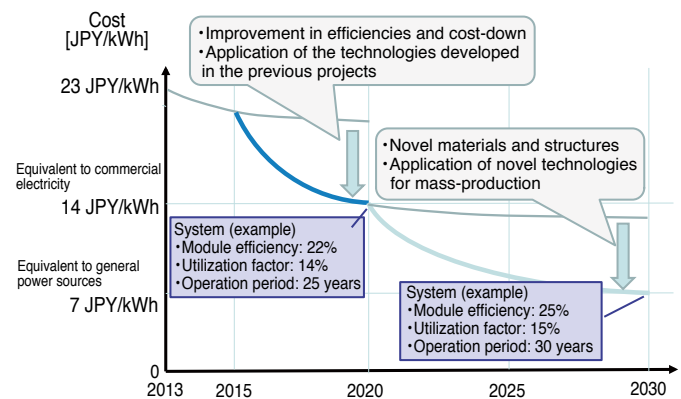 Cost
[JPY/kWh]
・Improvement in efficiencies and cost-down
・Application of the technologies developed
in the previous projects
23 JPY/kWh
・Novel materials and structures
・Application of novel technologies
for mass-production
Equivalent to commercial
electricity
14 JPY/kWh
System (example)
・Module efficiency: 22%
・Utilization factor: 14%
・Operation period: 25 years
Equivalent to general
power sources
7 JPY/kWh
System (example)
・Module efficiency: 25%
・Utilization factor: 15%
・Operation period: 30 years
0
2013 2015 2020 2025 2030